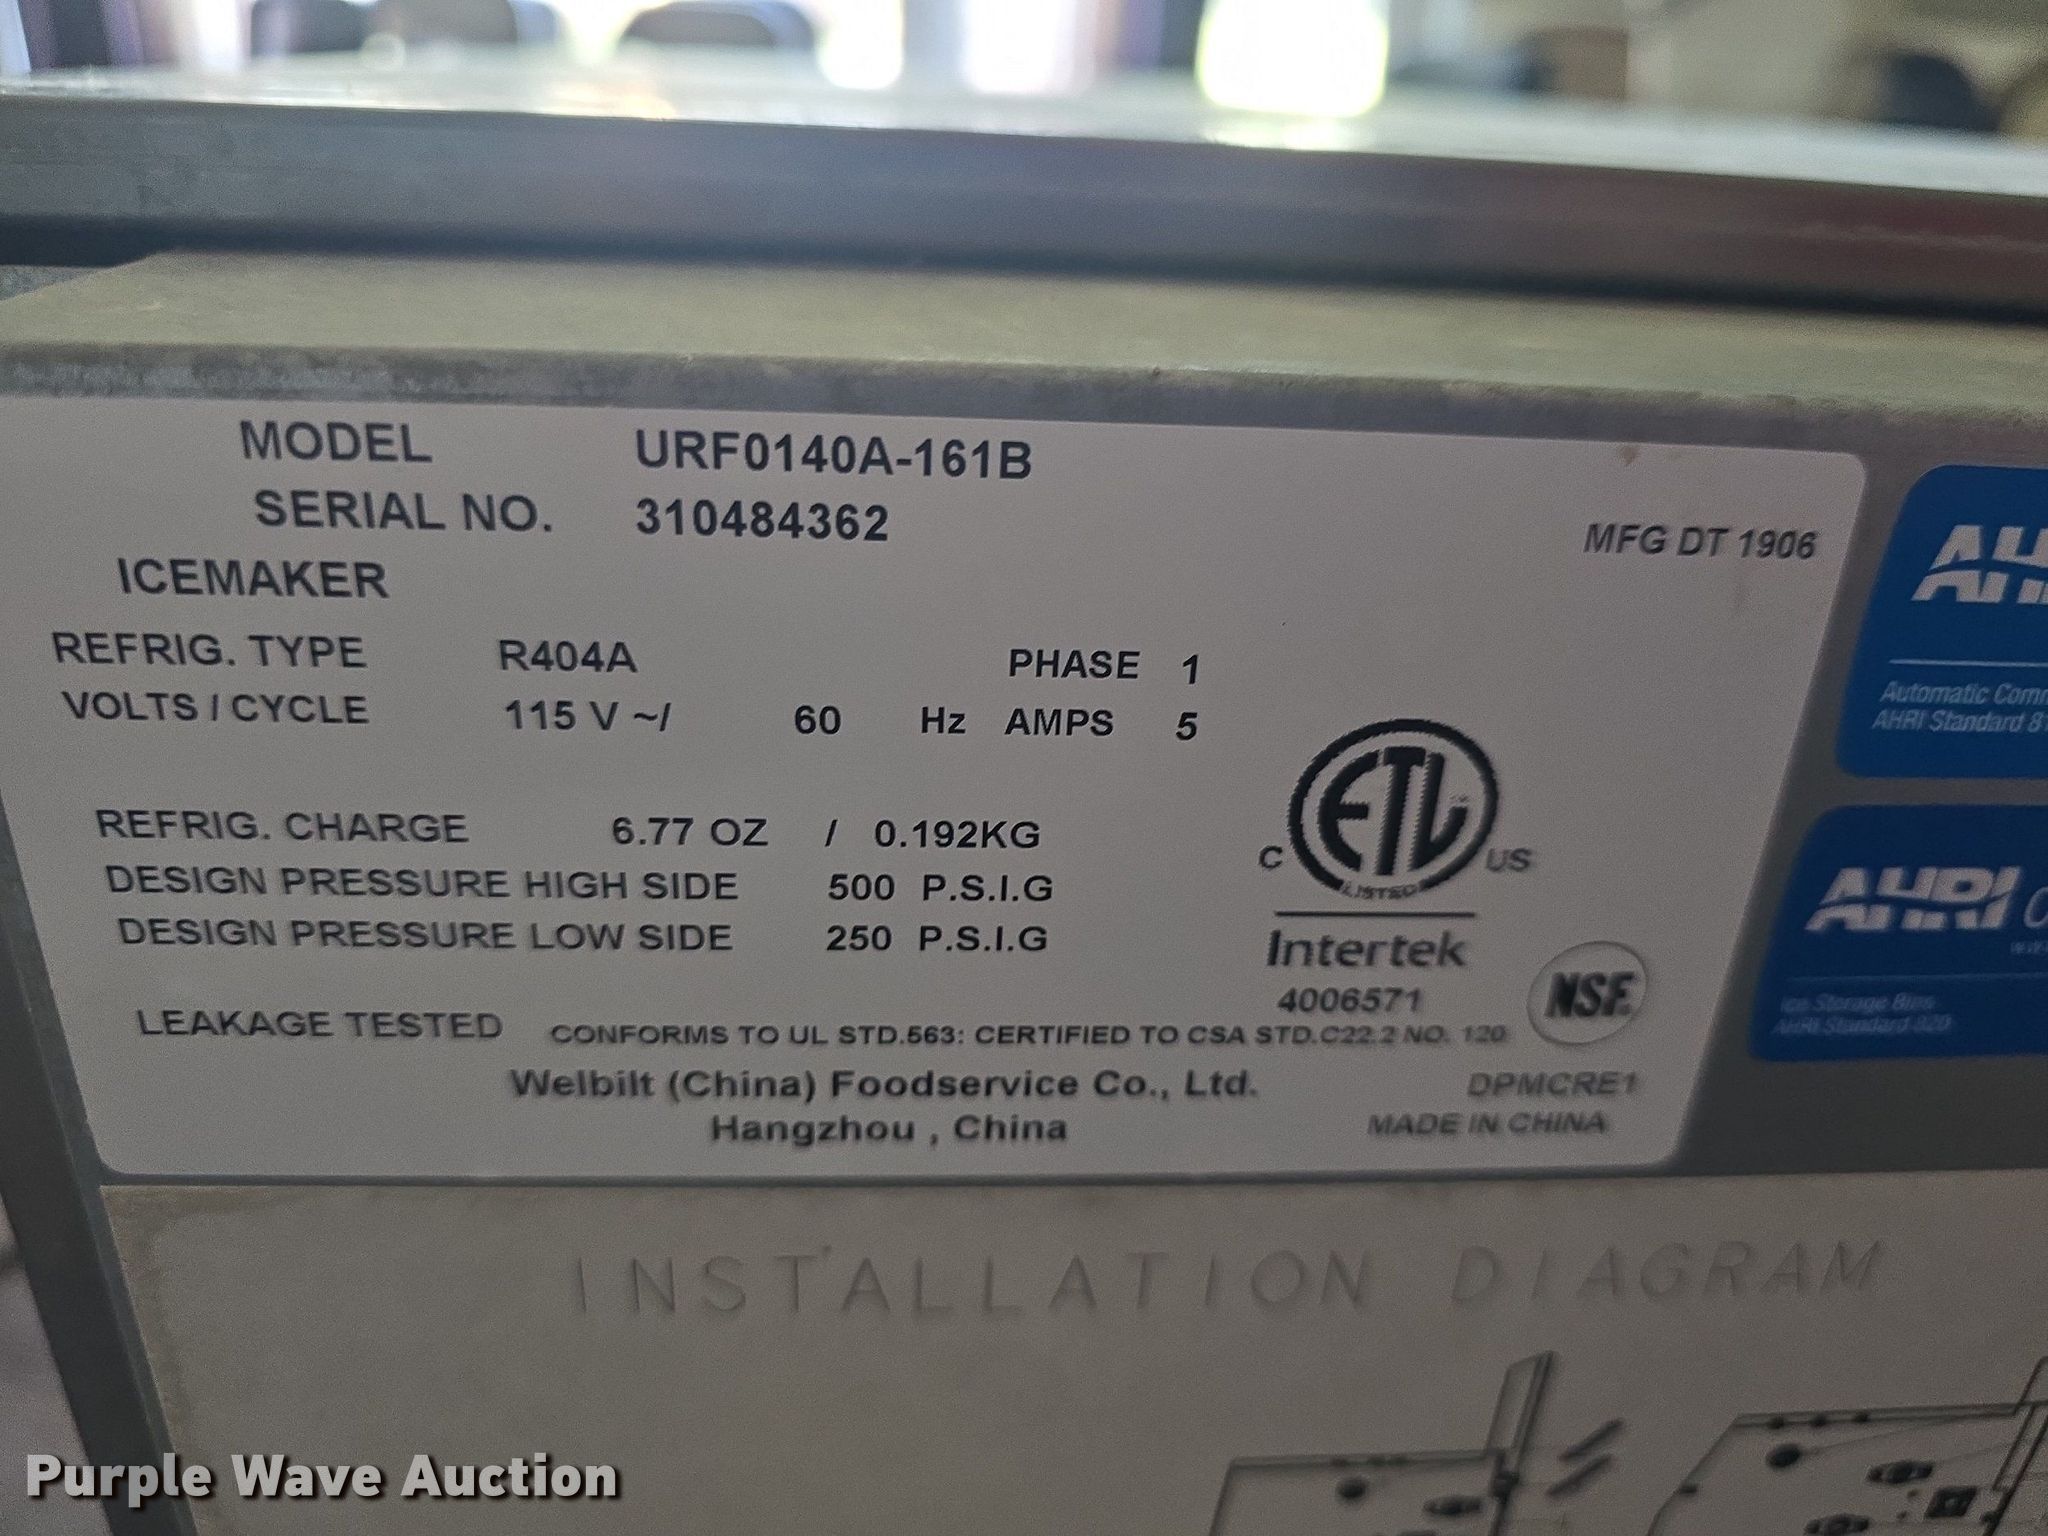 MODEL URF0140A-161B
SERIAL NO. 310484362
MFG DT 1906
ICEMAKER
REFRIG. TYPE R404A PHASE 1
VOLTS / CYCLE 115 V ~/ 60 Hz AMPS 5
REFRIG. CHARGE 6.77 OZ / 0.192KG
DESIGN PRESSURE HIGH SIDE 500 P.S.I.G
DESIGN PRESSURE LOW SIDE 250 P.S.I.G
C ETL US
LISTED
Intertek
4006571
NSF.
LEAKAGE TESTED CONFORMS TO UL STD.563: CERTIFIED TO CSA STD.C22.2 NO. 120
Welbilt (China) Foodservice Co., Ltd. DPMCRE1
Hangzhou , China MADE IN CHINA
AHRI
Automatic
AHRI Standard
AHRI
Ice Storage Bins
AHRI Standard 820
INSTALLATION DIAGRAM
Purple Wave Auction